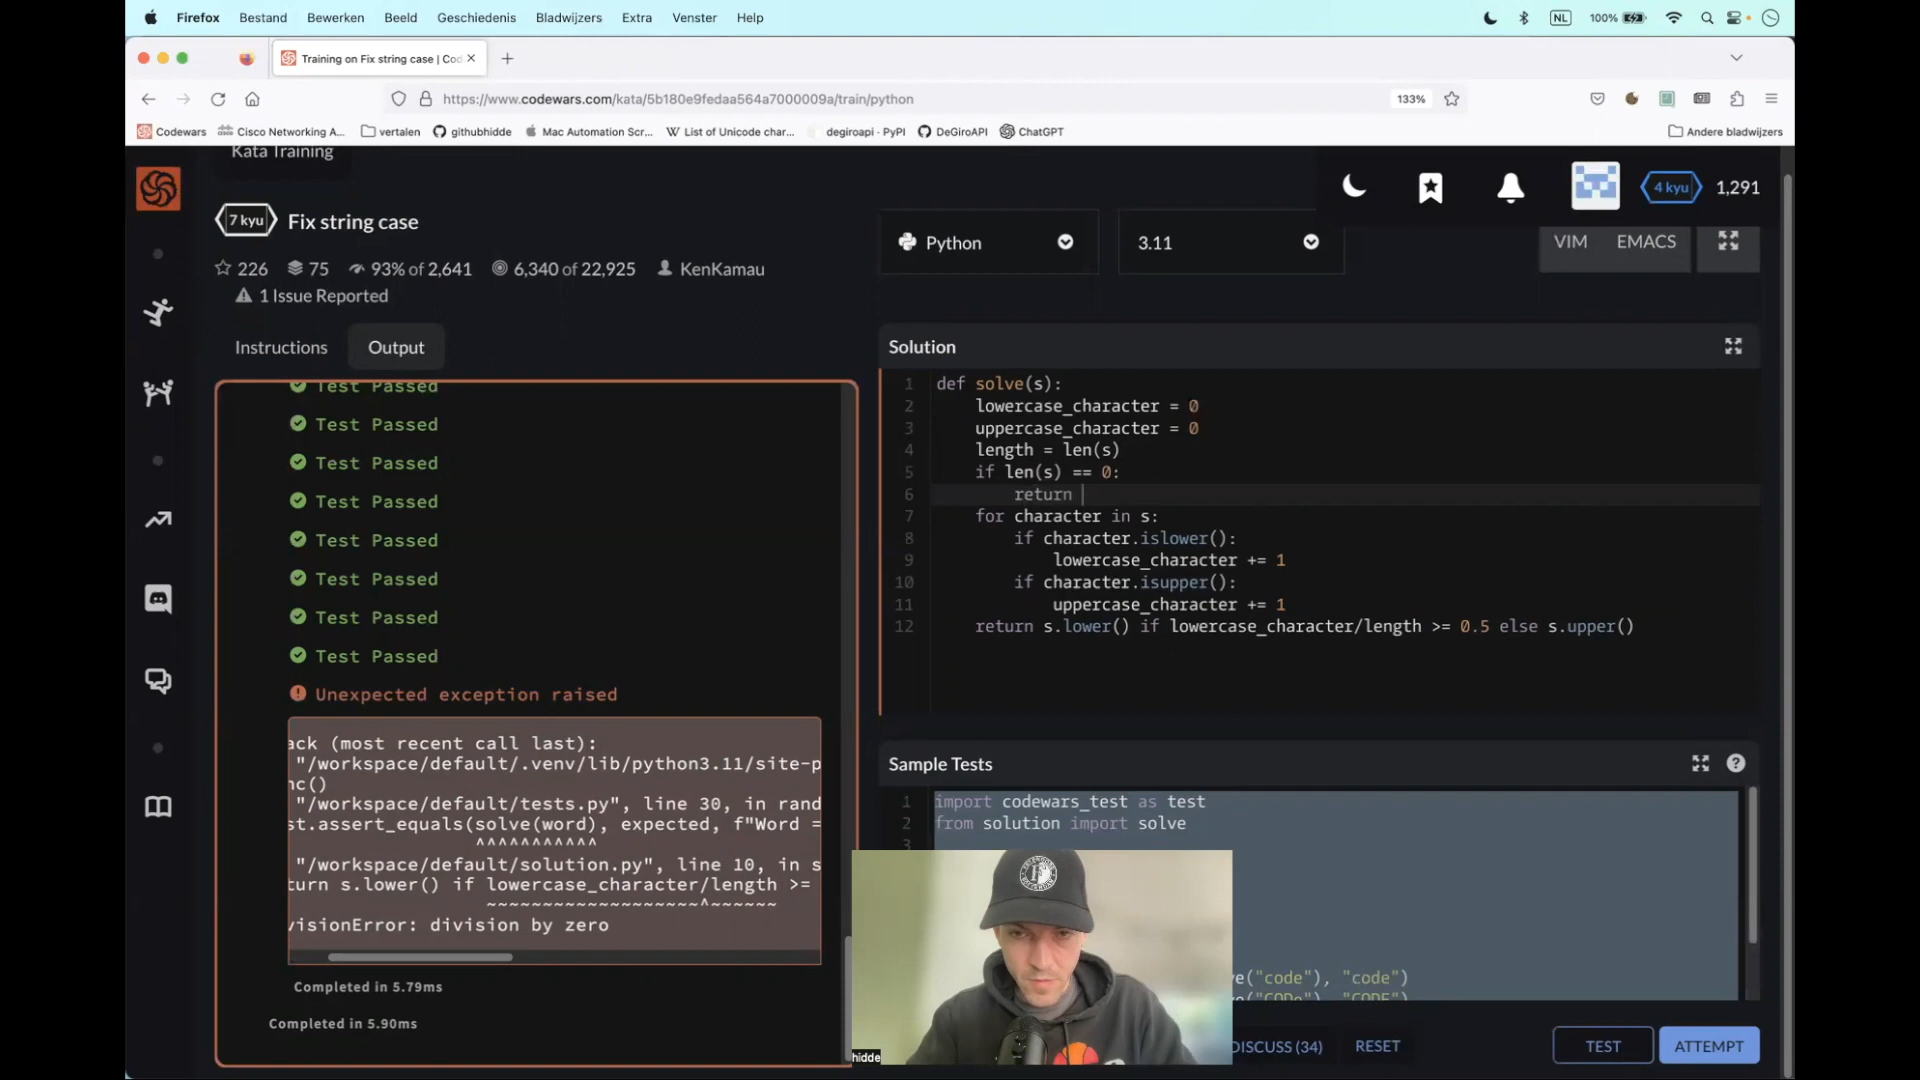 Firefox Bestand Bewerken Beeld Geschiedenis Bladwijzers Extra Venster Help NL 100%
Training on Fix string case | Cod
https://www.codewars.com/kata/5b180e9fedaa564a7000009a/train/python 133%
Codewars Cisco Networking A... vertalen githubhidde Mac Automation Scr... List of Unicode char... degiroapi · PyPI DeGiroAPI ChatGPT Andere bladwijzers
Kata Training
4 kyu 1,291
7 kyu Fix string case
226 75 93% of 2,641 6,340 of 22,925 KenKamau
1 Issue Reported
Python 3.11 VIM EMACS
Instructions Output
Test Passed
Test Passed
Test Passed
Test Passed
Test Passed
Test Passed
Test Passed
Test Passed
Unexpected exception raised
ack (most recent call last):
"/workspace/default/.venv/lib/python3.11/site-p
nc()
"/workspace/default/tests.py", line 30, in rand
st.assert_equals(solve(word), expected, f"Word =
^^^^^^^^^^^
"/workspace/default/solution.py", line 10, in s
turn s.lower() if lowercase_character/length >=
~~~~~~~~~~~~~~~~~~~^~~~~~~
visionError: division by zero
Completed in 5.79ms
Completed in 5.90ms
Solution
1 def solve(s):
2 lowercase_character = 0
3 uppercase_character = 0
4 length = len(s)
5 if len(s) == 0:
6 return
7 for character in s:
8 if character.islower():
9 lowercase_character += 1
10 if character.isupper():
11 uppercase_character += 1
12 return s.lower() if lowercase_character/length >= 0.5 else s.upper()
Sample Tests
1 import codewars_test as test
2 from solution import solve
3
ve("code"), "code")
ve("CODe"), "CODE")
hidde
DISCUSS (34) RESET TEST ATTEMPT